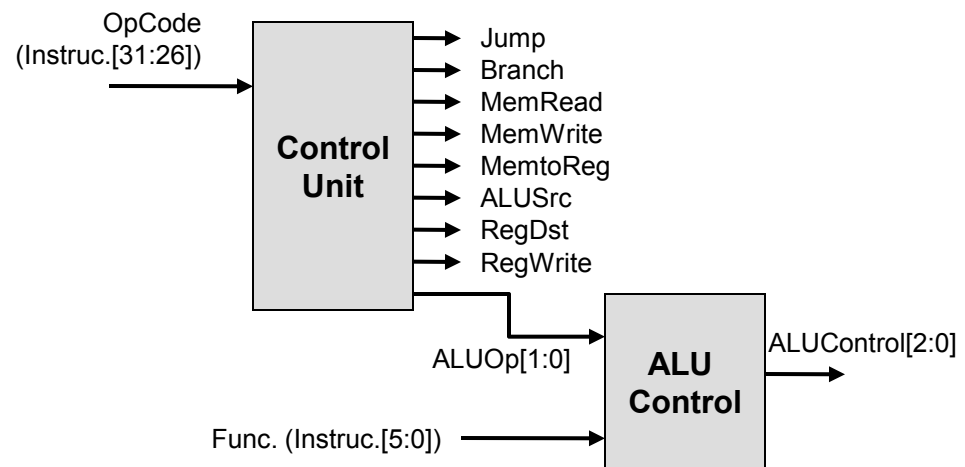 OpCode
(Instruc.[31:26])
Control
Unit
Jump
Branch
MemRead
MemWrite
MemtoReg
ALUSrc
RegDst
RegWrite
ALUOp[1:0]
ALU
Control
ALUControl[2:0]
Func. (Instruc.[5:0])